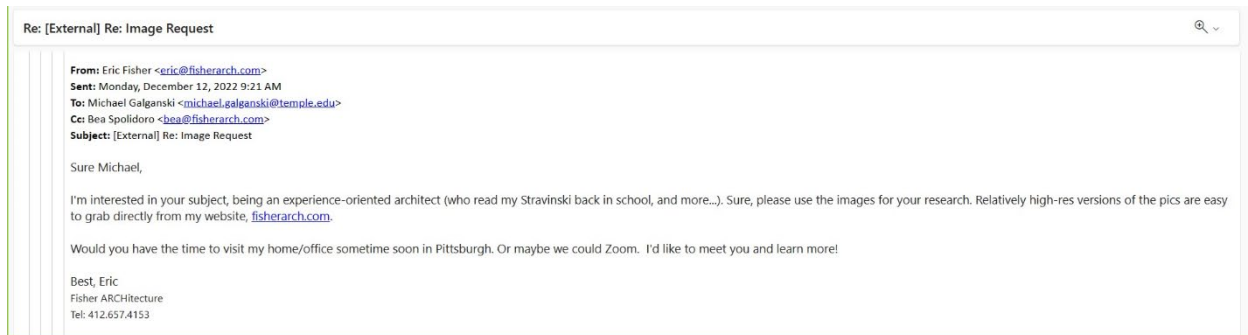 Re: [External] Re: Image Request
From: Eric Fisher <eric@fisherarch.com>
Sent: Monday, December 12, 2022 9:21 AM
To: Michael Galganski <michael.galganski@temple.edu>
Cc: Bea Spolidoro <bea@fisherarch.com>
Subject: [External] Re: Image Request
Sure Michael,
I'm interested in your subject, being an experience-oriented architect (who read my Stravinski back in school, and more...). Sure, please use the images for your research. Relatively high-res versions of the pics are easy
to grab directly from my website, fisherarch.com.
Would you have the time to visit my home/office sometime soon in Pittsburgh. Or maybe we could Zoom.  I'd like to meet you and learn more!
Best, Eric
Fisher ARCHitecture
Tel: 412.657.4153